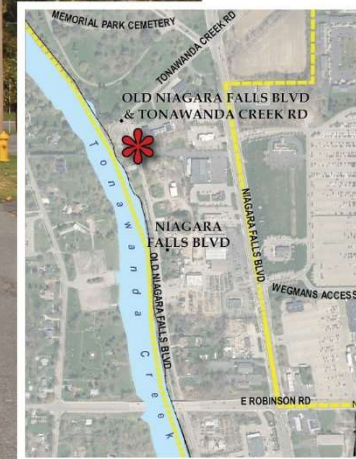 MEMORIAL PARK CEMETERY
TONAWANDA CREEK RD
OLD NIAGARA FALLS BLVD
& TONAWANDA CREEK RD
Tonawanda Creek
NIAGARA
FALLS BLVD
OLD NIAGARA FALLS BLVD
NIAGARA FALLS BLVD
WEGMANS ACCESS
E ROBINSON RD